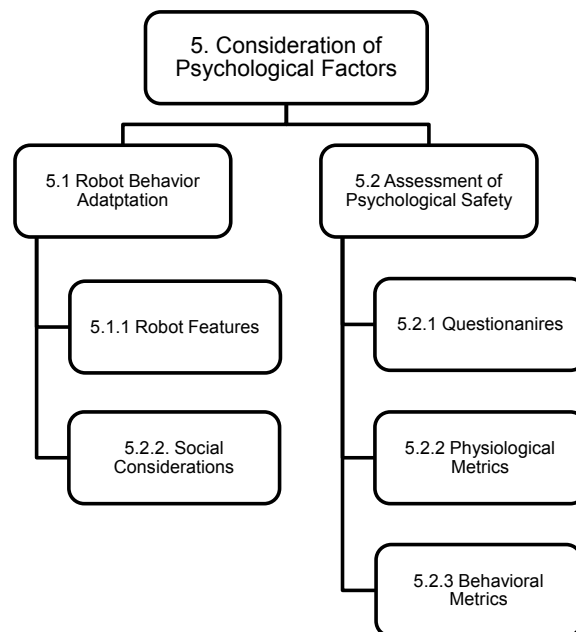 5. Consideration of
Psychological Factors
5.1 Robot Behavior
Adatptation
5.1.1 Robot Features
5.2.2. Social
Considerations
5.2 Assessment of
Psychological Safety
5.2.1 Questionanires
5.2.2 Physiological
Metrics
5.2.3 Behavioral
Metrics